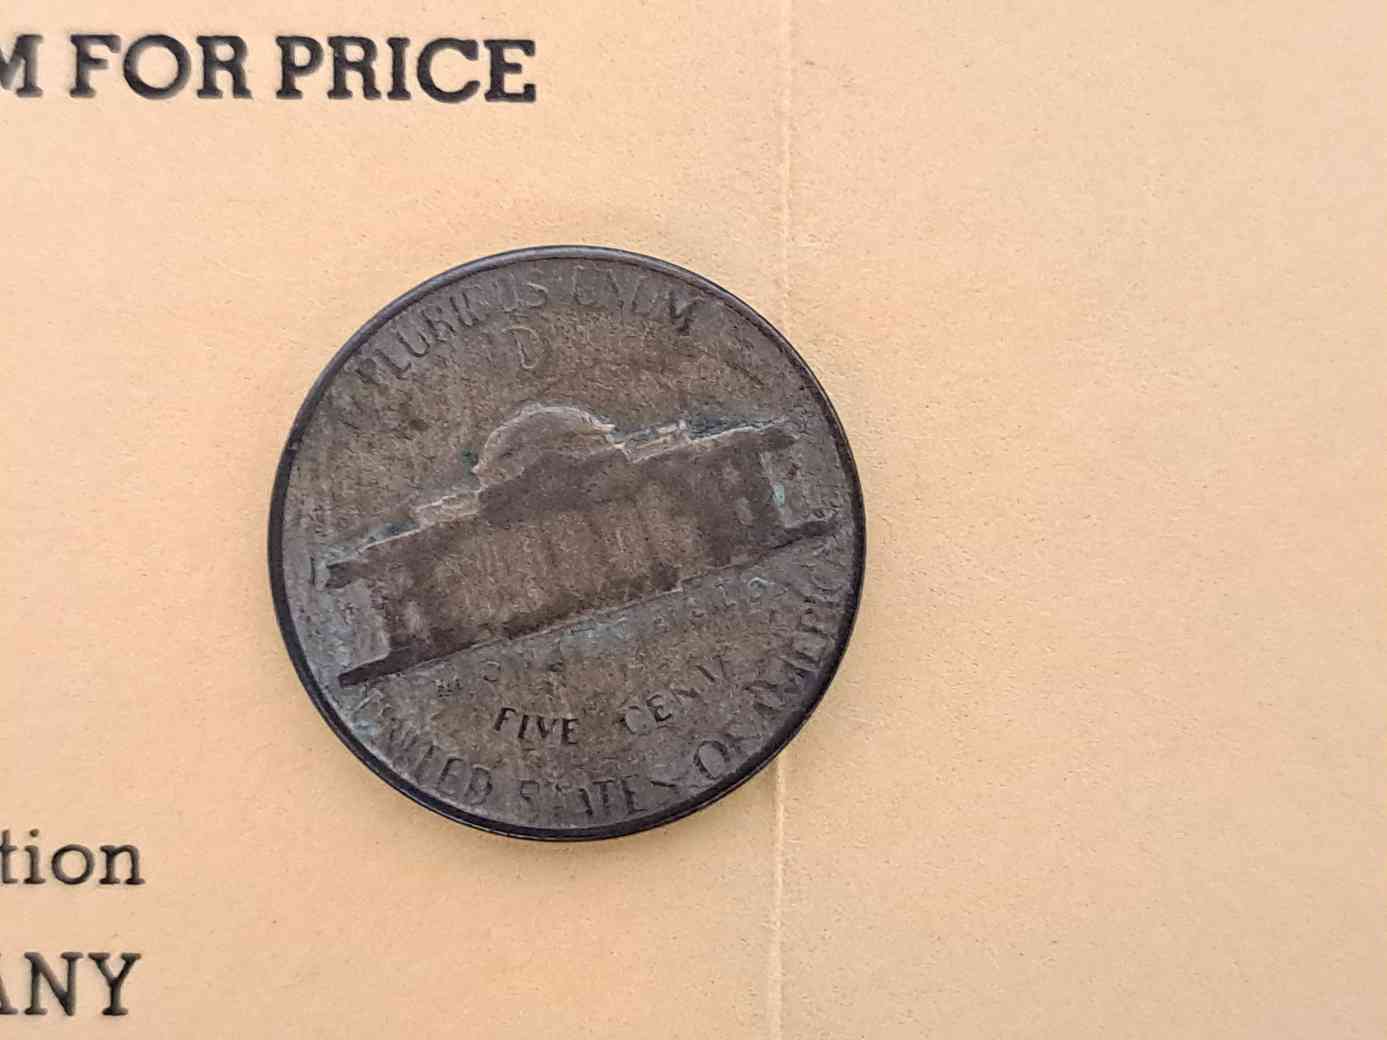 M FOR PRICE
PLURIBUS UNUM
D
FIVE CENT
UNITED STATES OF AMERICA
tion
ANY